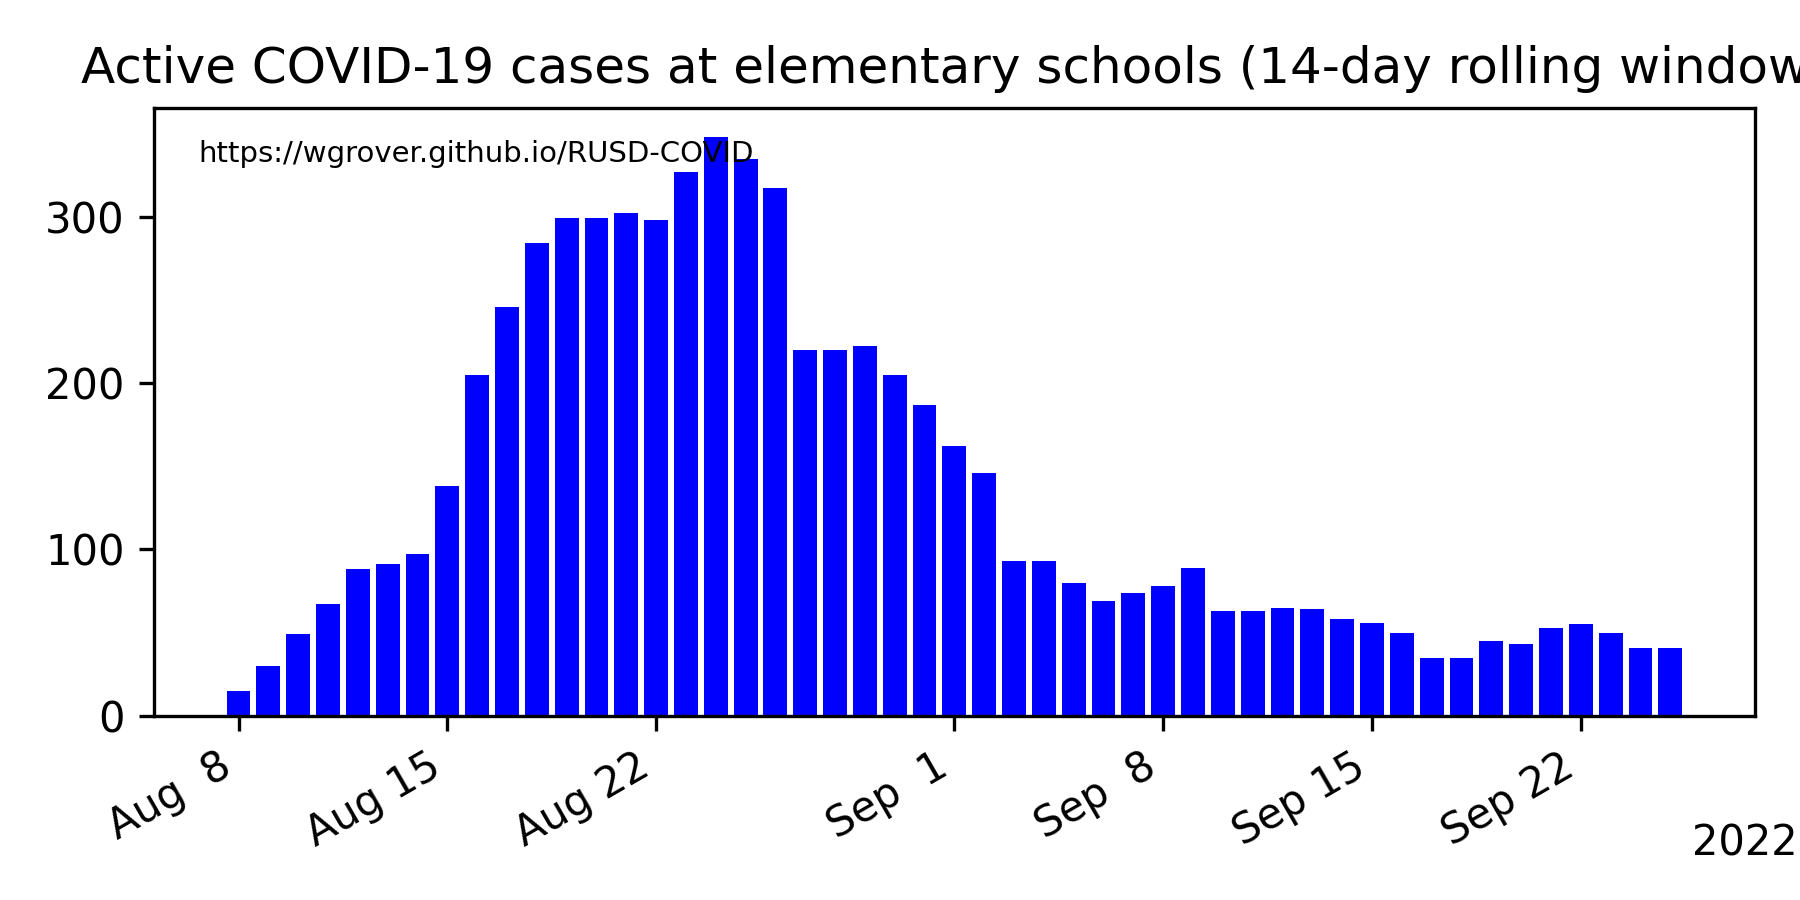 Active COVID-19 cases at elementary schools (14-day rolling window
https://wgrover.github.io/RUSD-COVID
300
200
100
0
Aug 8
Aug 15
Aug 22
Sep 1
Sep 8
Sep 15
Sep 22
2022